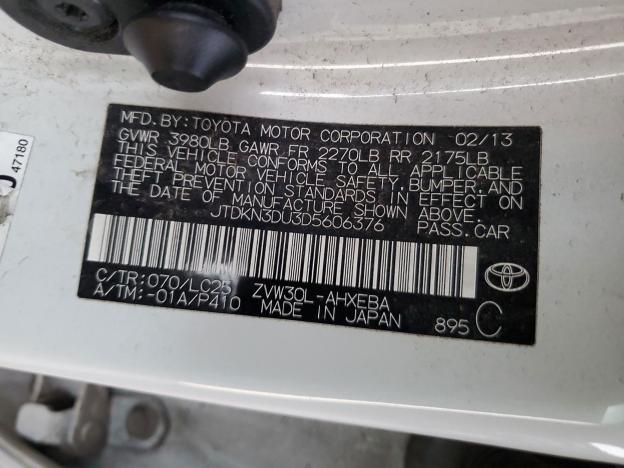 MFD. BY: TOYOTA MOTOR CORPORATION 02/13
GVWR 3980LB GAWR FR 2270LB RR 2175LB
THIS VEHICLE CONFORMS TO ALL APPLICABLE
FEDERAL MOTOR VEHICLE SAFETY, BUMPER, AND
THEFT PREVENTION STANDARDS IN EFFECT ON
THE DATE OF MANUFACTURE SHOWN ABOVE.
JTDKN3DU3D5606376 PASS. CAR
C/TR: 070/LC25 ZVW30L-AHXEBA
A/TM: -01A/P410 MADE IN JAPAN 895 C
47180